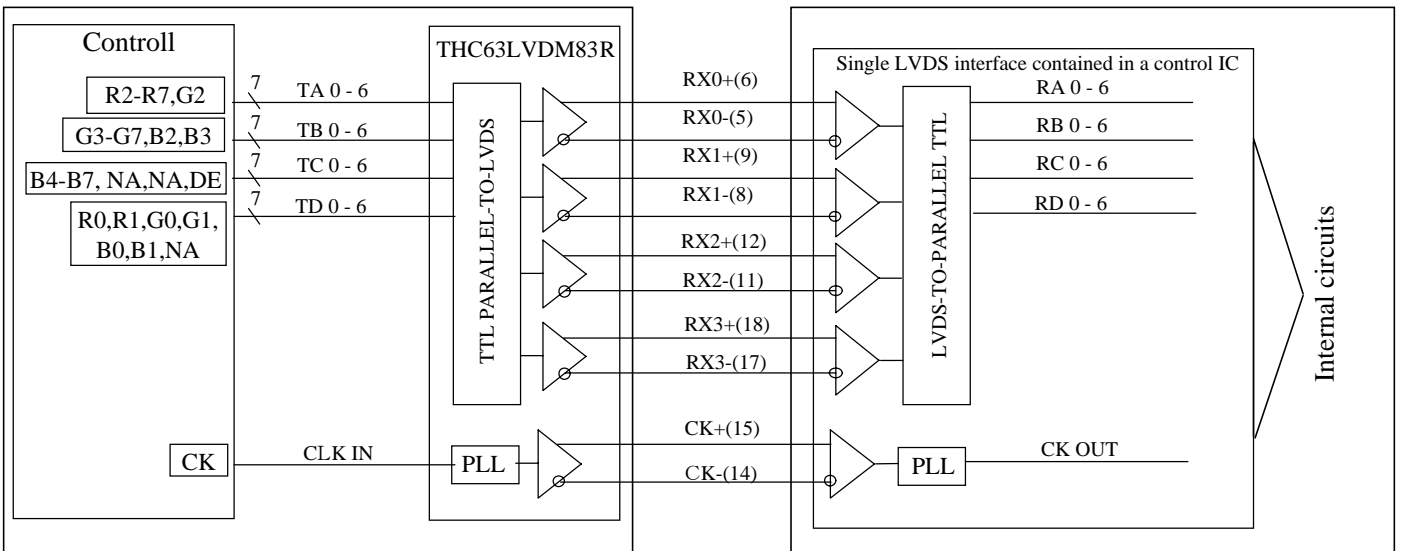 Controll
R2-R7,G2
G3-G7,B2,B3
B4-B7, NA,NA,DE
R0,R1,G0,G1,
B0,B1,NA
CK
7
TA 0 - 6
7
TB 0 - 6
7
TC 0 - 6
7
TD 0 - 6
CLK IN
THC63LVDM83R
TTL PARALLEL-TO-LVDS
PLL
RX0+(6)
RX0-(5)
RX1+(9)
RX1-(8)
RX2+(12)
RX2-(11)
RX3+(18)
RX3-(17)
CK+(15)
CK-(14)
Single LVDS interface contained in a control IC
LVDS-TO-PARALLEL TTL
PLL
RA 0 - 6
RB 0 - 6
RC 0 - 6
RD 0 - 6
CK OUT
Internal circuits